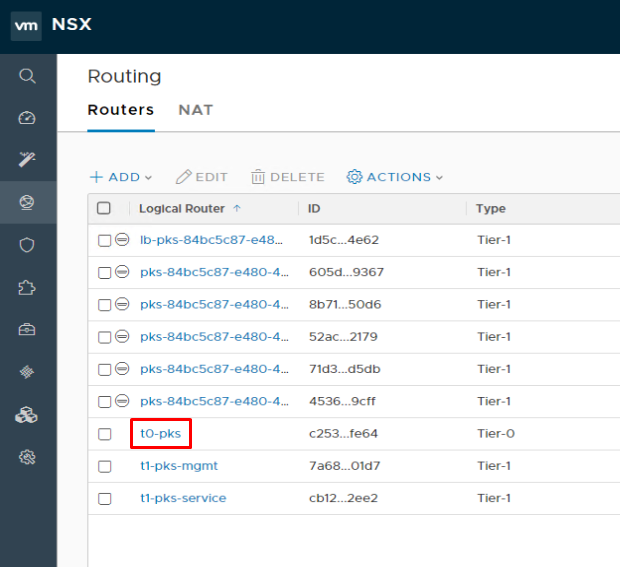 vm NSX
Routing
Routers NAT
ADD EDIT DELETE ACTIONS
Logical Router ID Type
lb-pks-84bc5c87-e48... 1d5c...4e62 Tier-1
pks-84bc5c87-e480-4... 605d...9367 Tier-1
pks-84bc5c87-e480-4... 8b71...50d6 Tier-1
pks-84bc5c87-e480-4... 52ac...2179 Tier-1
pks-84bc5c87-e480-4... 71d3...d5db Tier-1
pks-84bc5c87-e480-4... 4536...9cff Tier-1
t0-pks c253...fe64 Tier-0
t1-pks-mgmt 7a68...01d7 Tier-1
t1-pks-service cb12...2ee2 Tier-1